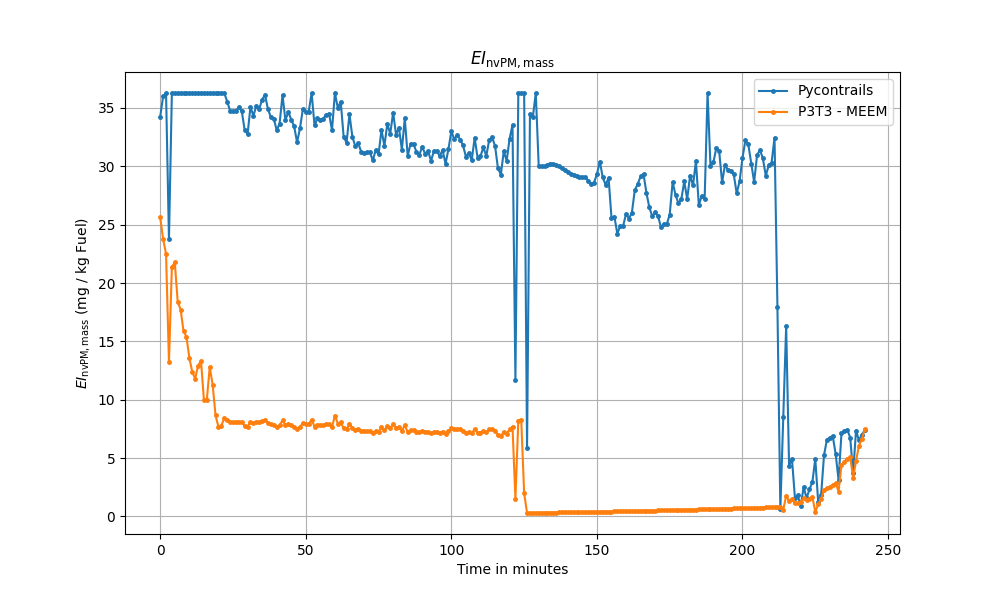 EI_nvPM, mass
Pycontrails
P3T3 - MEEM
EI_nvPM, mass (mg / kg Fuel)
35
30
25
20
15
10
5
0
0 50 100 150 200 250
Time in minutes